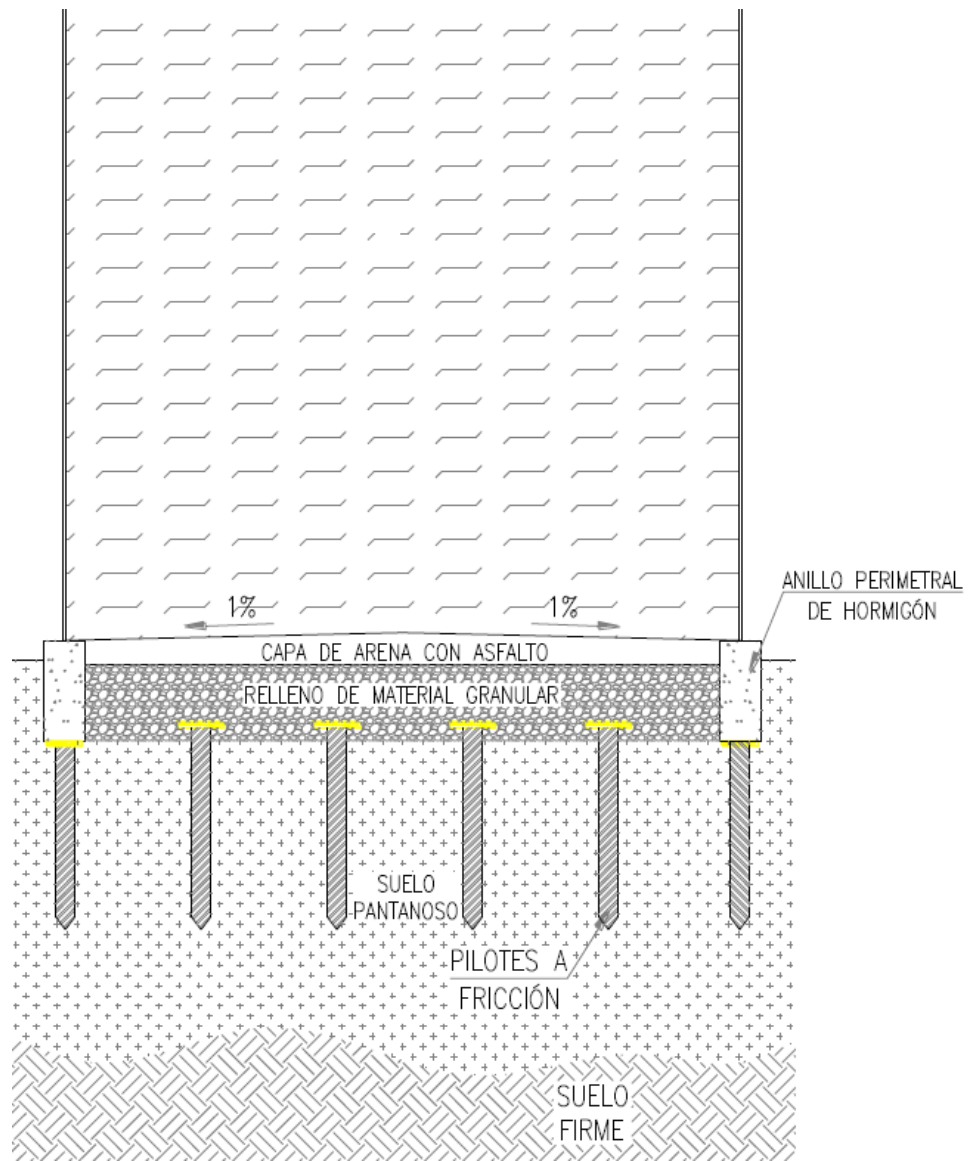 1%
1%
ANILLO PERIMETRAL
DE HORMIGÓN
CAPA DE ARENA CON ASFALTO
RELLENO DE MATERIAL GRANULAR
SUELO
PANTANOSO
PILOTES A
FRICCIÓN
SUELO
FIRME